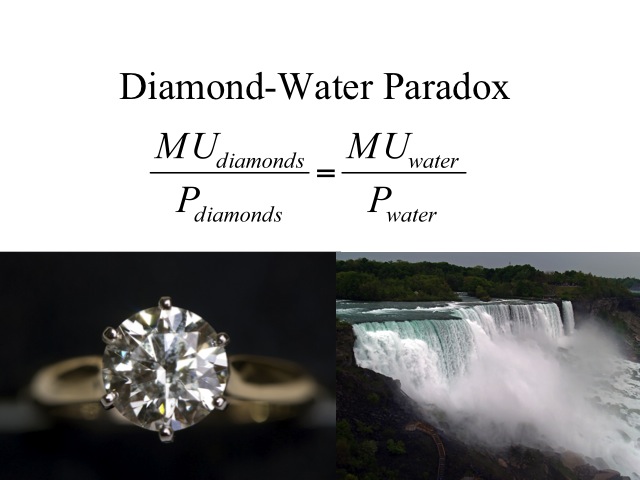 Diamond-Water Paradox
MU_diamonds / P_diamonds = MU_water / P_water